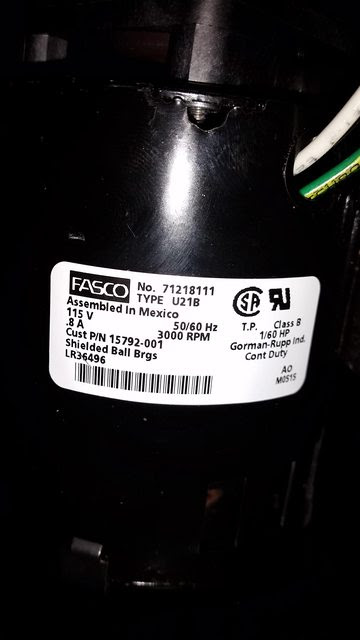 FASCO No. 71218111
TYPE U21B
Assembled In Mexico
115 V 50/60 Hz
.8 A 3000 RPM
Cust P/N 15792-001
Shielded Ball Brgs
LR36496
T.P. Class B
1/60 HP
Gorman-Rupp Ind.
Cont Duty
AO
M0515